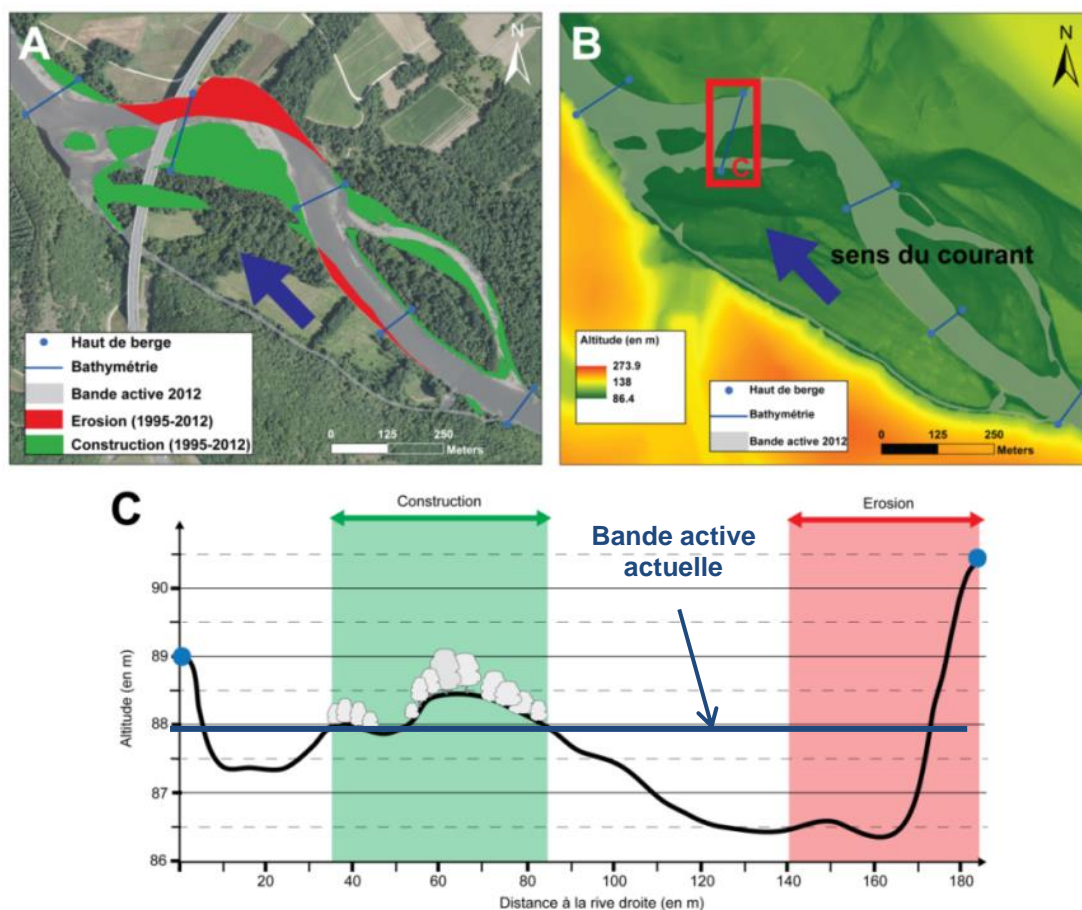 A
N
Haut de berge
Bathymétrie
Bande active 2012
Erosion (1995-2012)
Construction (1995-2012)
0 125 250
Meters
B
N
C
sens du courant
Altitude (en m)
273.9
138
86.4
Haut de berge
Bathymétrie
Bande active 2012
0 125 250
Meters
C
Construction
Erosion
Bande active
actuelle
Altitude (en m)
90
89
88
87
86
20 40 60 80 100 120 140 160 180
Distance à la rive droite (en m)